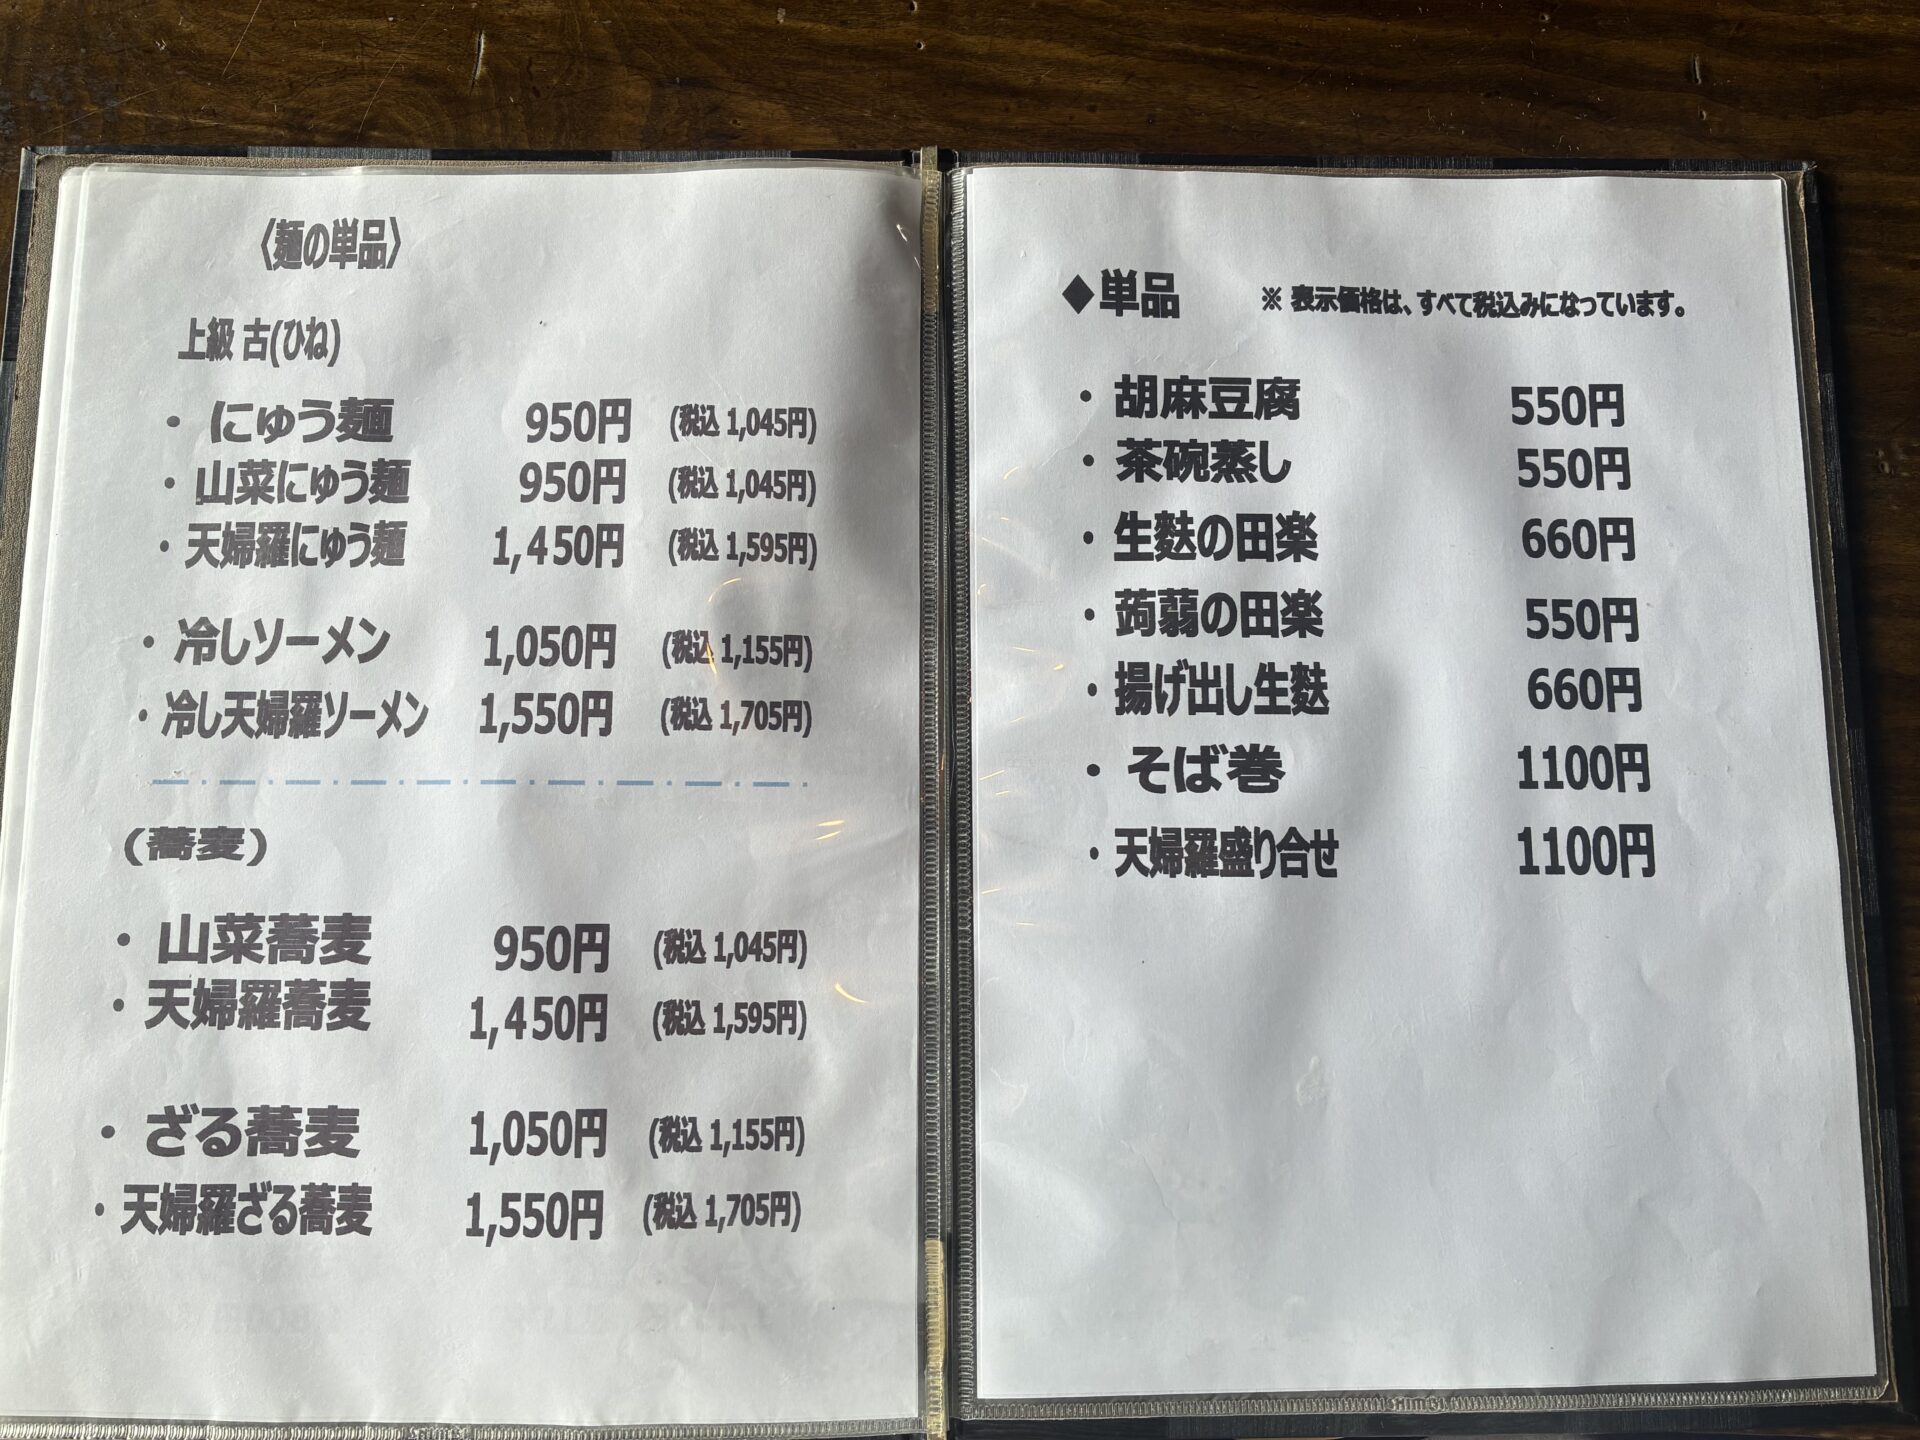 〈麺の単品〉
上級 古(ひね)
・ にゅう麺 950円 (税込 1,045円)
・ 山菜にゅう麺 950円 (税込 1,045円)
・ 天婦羅にゅう麺 1,450円 (税込 1,595円)
・ 冷しソーメン 1,050円 (税込 1,155円)
・ 冷し天婦羅ソーメン 1,550円 (税込 1,705円)
(蕎麦)
・ 山菜蕎麦 950円 (税込 1,045円)
・ 天婦羅蕎麦 1,450円 (税込 1,595円)
・ ざる蕎麦 1,050円 (税込 1,155円)
・ 天婦羅ざる蕎麦 1,550円 (税込 1,705円)
◆単品 ※ 表示価格は、すべて税込みになっています。
・ 胡麻豆腐 550円
・ 茶碗蒸し 550円
・ 生麩の田楽 660円
・ 蒟蒻の田楽 550円
・ 揚げ出し生麩 660円
・ そば巻 1100円
・ 天婦羅盛り合せ 1100円